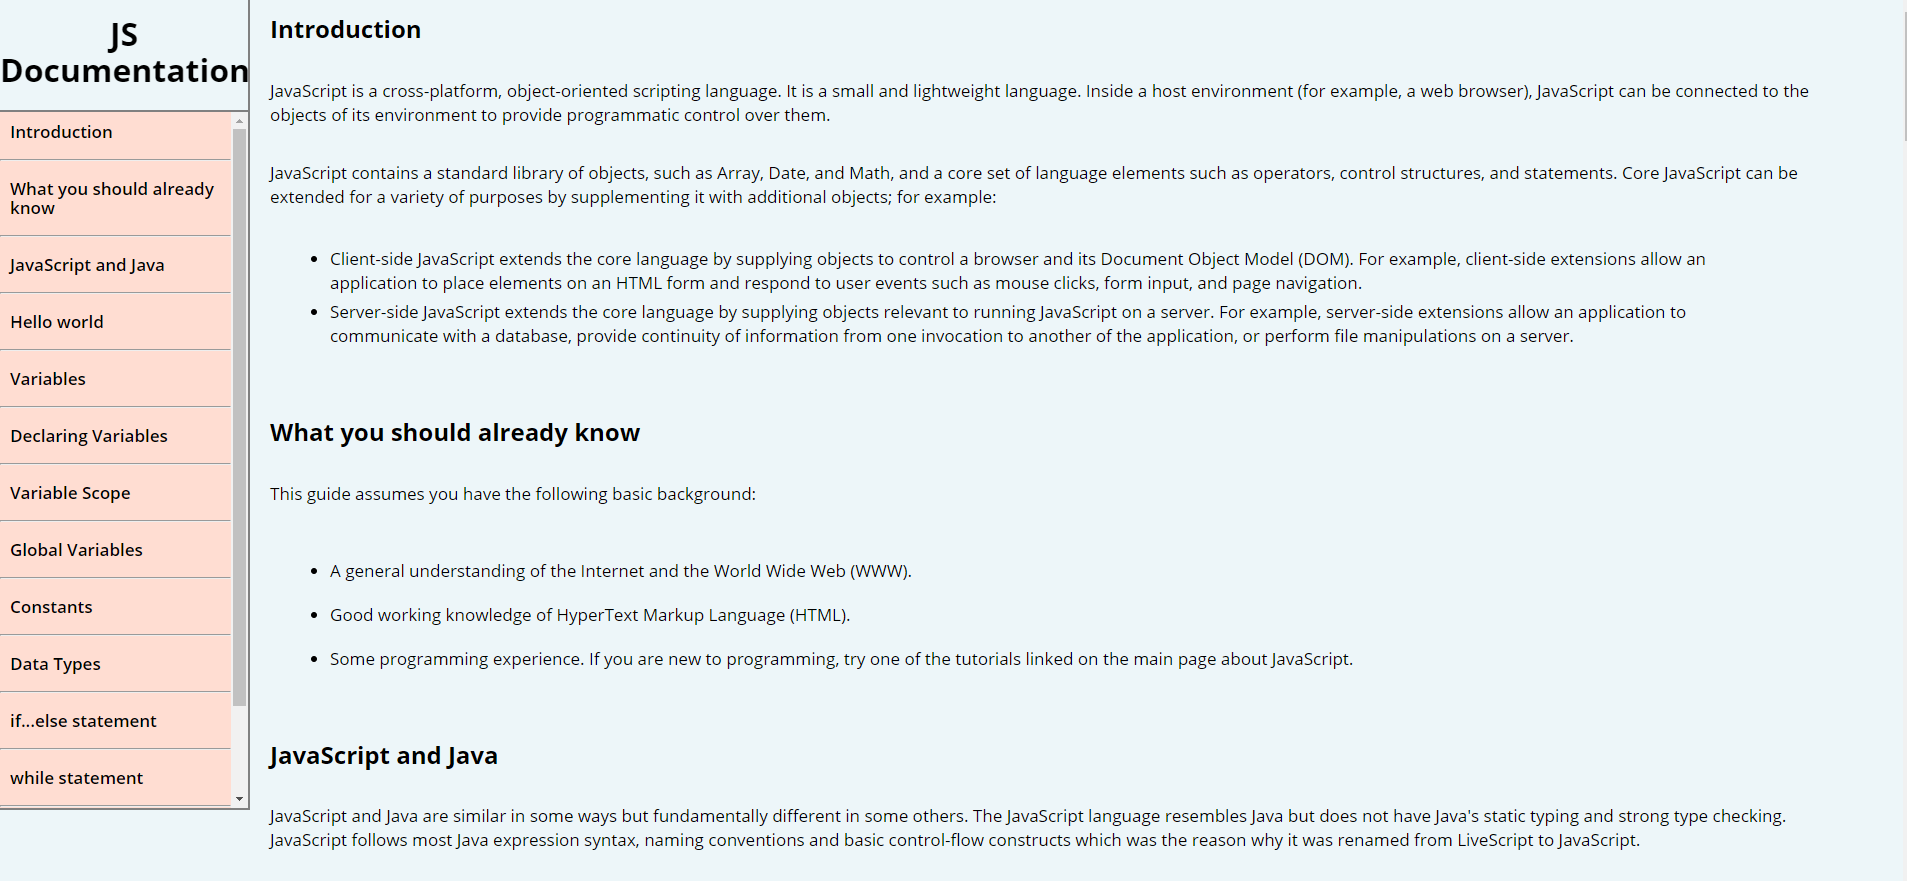 JS
Documentation
Introduction
What you should already
know
JavaScript and Java
Hello world
Variables
Declaring Variables
Variable Scope
Global Variables
Constants
Data Types
if...else statement
while statement
Introduction
JavaScript is a cross-platform, object-oriented scripting language. It is a small and lightweight language. Inside a host environment (for example, a web browser), JavaScript can be connected to the
objects of its environment to provide programmatic control over them.
JavaScript contains a standard library of objects, such as Array, Date, and Math, and a core set of language elements such as operators, control structures, and statements. Core JavaScript can be
extended for a variety of purposes by supplementing it with additional objects; for example:
• Client-side JavaScript extends the core language by supplying objects to control a browser and its Document Object Model (DOM). For example, client-side extensions allow an
application to place elements on an HTML form and respond to user events such as mouse clicks, form input, and page navigation.
• Server-side JavaScript extends the core language by supplying objects relevant to running JavaScript on a server. For example, server-side extensions allow an application to
communicate with a database, provide continuity of information from one invocation to another of the application, or perform file manipulations on a server.
What you should already know
This guide assumes you have the following basic background:
• A general understanding of the Internet and the World Wide Web (WWW).
• Good working knowledge of HyperText Markup Language (HTML).
• Some programming experience. If you are new to programming, try one of the tutorials linked on the main page about JavaScript.
JavaScript and Java
JavaScript and Java are similar in some ways but fundamentally different in some others. The JavaScript language resembles Java but does not have Java's static typing and strong type checking.
JavaScript follows most Java expression syntax, naming conventions and basic control-flow constructs which was the reason why it was renamed from LiveScript to JavaScript.